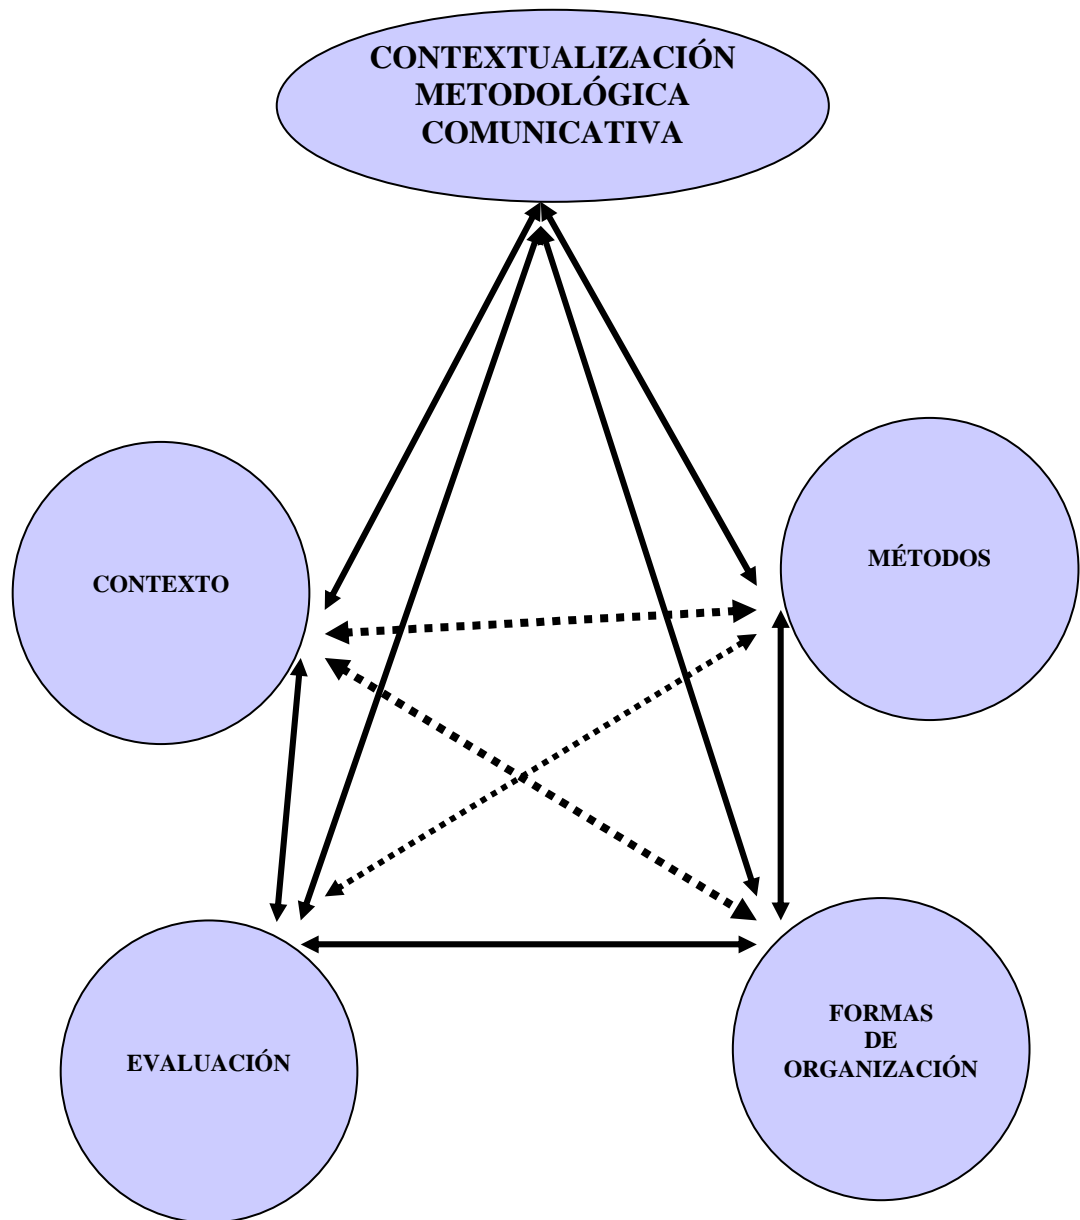 CONTEXTUALIZACIÓN
METODOLÓGICA
COMUNICATIVA
CONTEXTO
MÉTODOS
EVALUACIÓN
FORMAS
DE
ORGANIZACIÓN